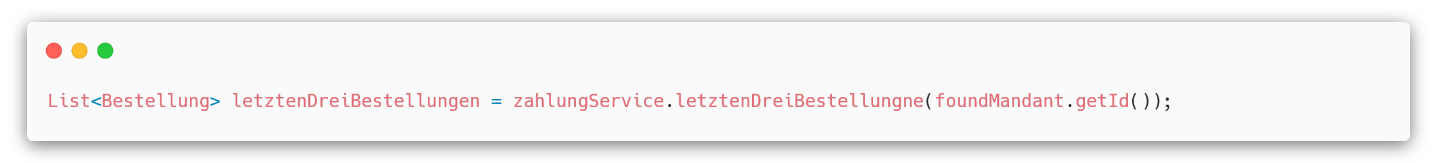 List<Bestellung> letztenDreiBestellungen = zahlungService.letztenDreiBestellungne(foundMandant.getId());